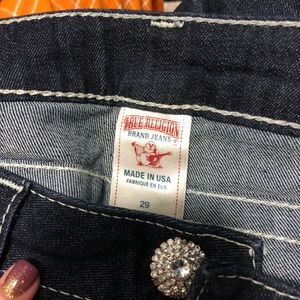 TRUE RELIGION
BRAND JEANS
MADE IN USA
FABRIQUÉ EN EUA
29